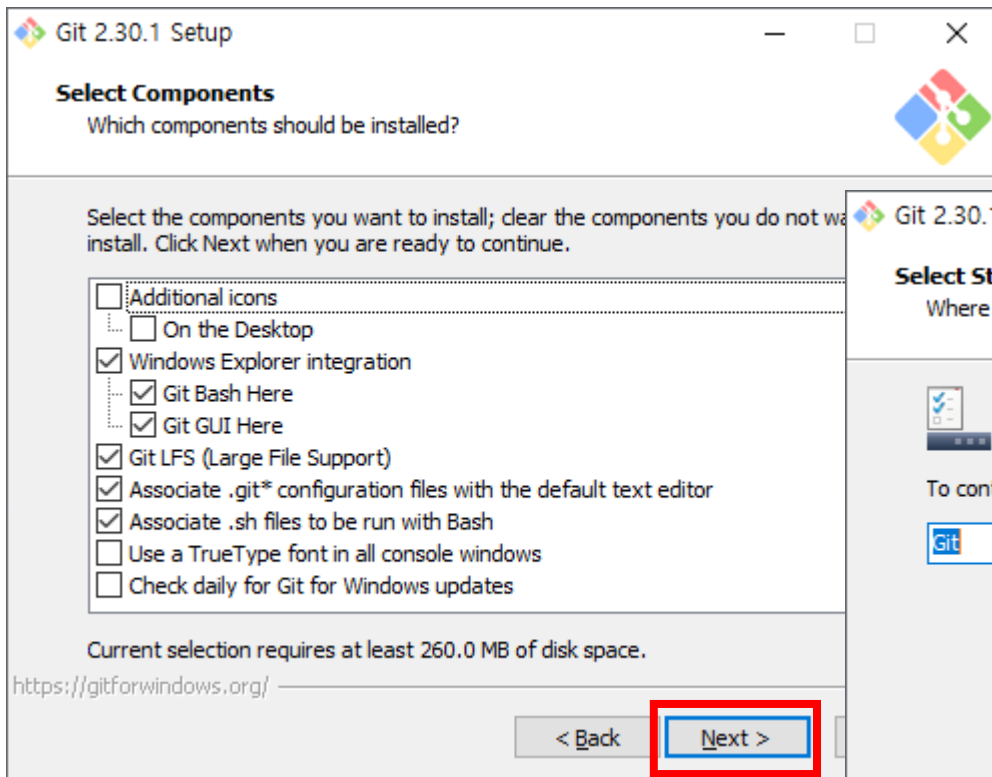 Git 2.30.1 Setup
Select Components
Which components should be installed?
Select the components you want to install; clear the components you do not wa
install. Click Next when you are ready to continue.
Additional icons
On the Desktop
Windows Explorer integration
Git Bash Here
Git GUI Here
Git LFS (Large File Support)
Associate .git* configuration files with the default text editor
Associate .sh files to be run with Bash
Use a TrueType font in all console windows
Check daily for Git for Windows updates
Current selection requires at least 260.0 MB of disk space.
https://gitforwindows.org/
< Back
Next >
Git 2.30.1
Select St
Where
To con
Git